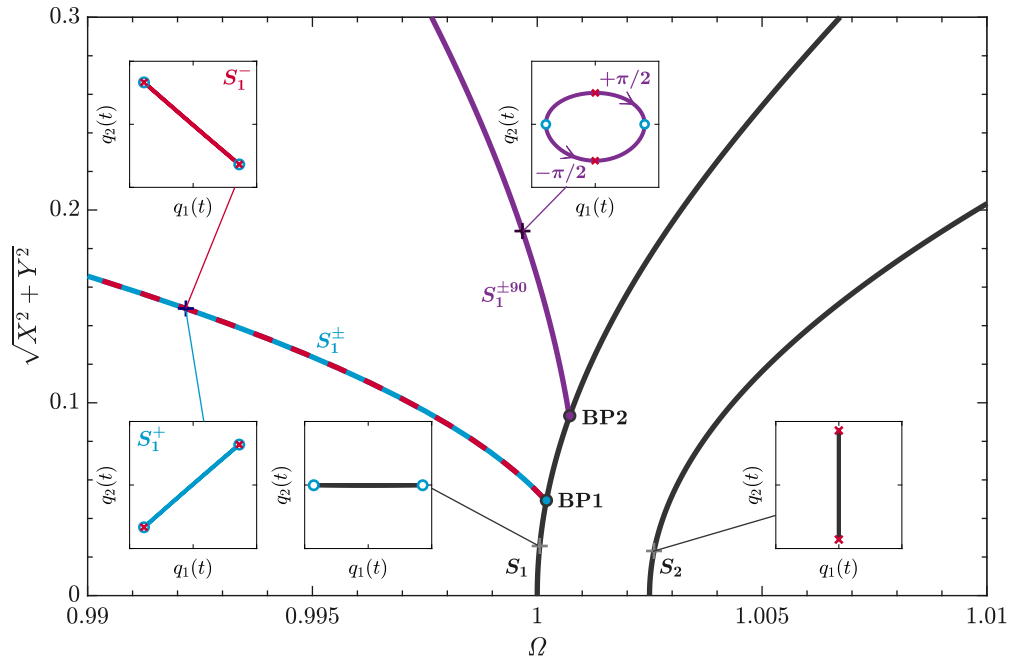 0.3
0.2
0.1
0
√X² + Y²
0.99
0.995
1
1.005
1.01
Ω
S₁⁻
q₂(t)
q₁(t)
+π/2
−π/2
q₂(t)
q₁(t)
S₁^±90
S₁^±
BP2
BP1
S₁⁺
q₂(t)
q₁(t)
q₂(t)
q₁(t)
S₁
S₂
q₂(t)
q₁(t)